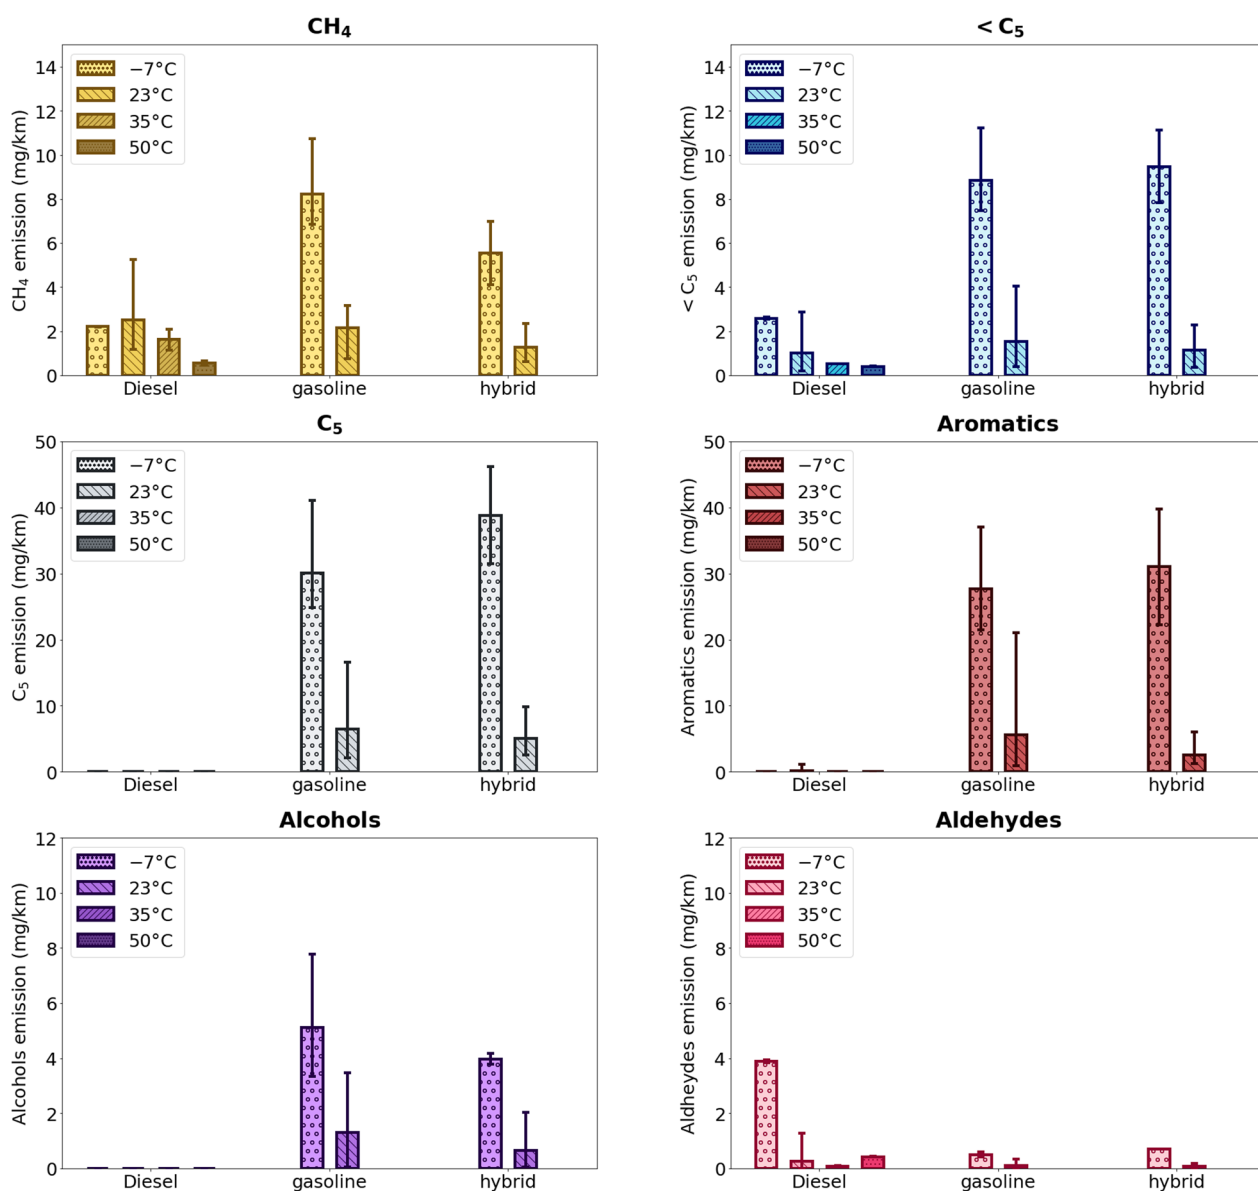 CH₄
CH₄ emission (mg/km)
14
12
10
8
6
4
2
0
−7°C
23°C
35°C
50°C
Diesel
gasoline
hybrid
< C₅
< C₅ emission (mg/km)
14
12
10
8
6
4
2
0
−7°C
23°C
35°C
50°C
Diesel
gasoline
hybrid
C₅
C₅ emission (mg/km)
50
40
30
20
10
0
−7°C
23°C
35°C
50°C
Diesel
gasoline
hybrid
Aromatics
Aromatics emission (mg/km)
50
40
30
20
10
0
−7°C
23°C
35°C
50°C
Diesel
gasoline
hybrid
Alcohols
Alcohols emission (mg/km)
12
10
8
6
4
2
0
−7°C
23°C
35°C
50°C
Diesel
gasoline
hybrid
Aldehydes
Aldheydes emission (mg/km)
12
10
8
6
4
2
0
−7°C
23°C
35°C
50°C
Diesel
gasoline
hybrid